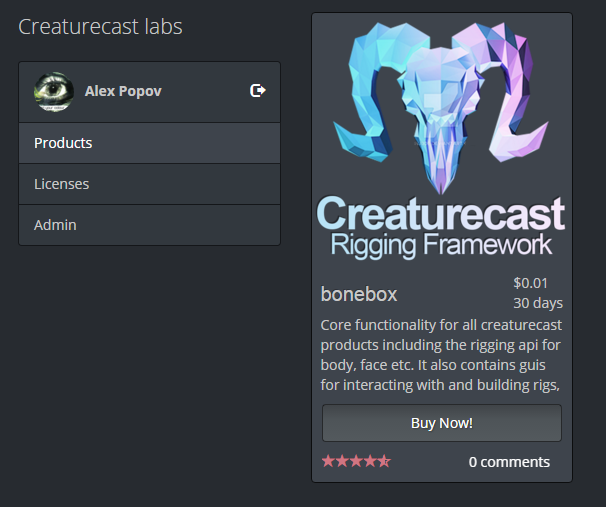 Creaturecast labs
Alex Popov
Products
Licenses
Admin
Creaturecast
Rigging Framework
bonebox
$0.01
30 days
Core functionality for all creaturecast
products including the rigging api for
body, face etc. It also contains guis
for interacting with and building rigs,
Buy Now!
0 comments